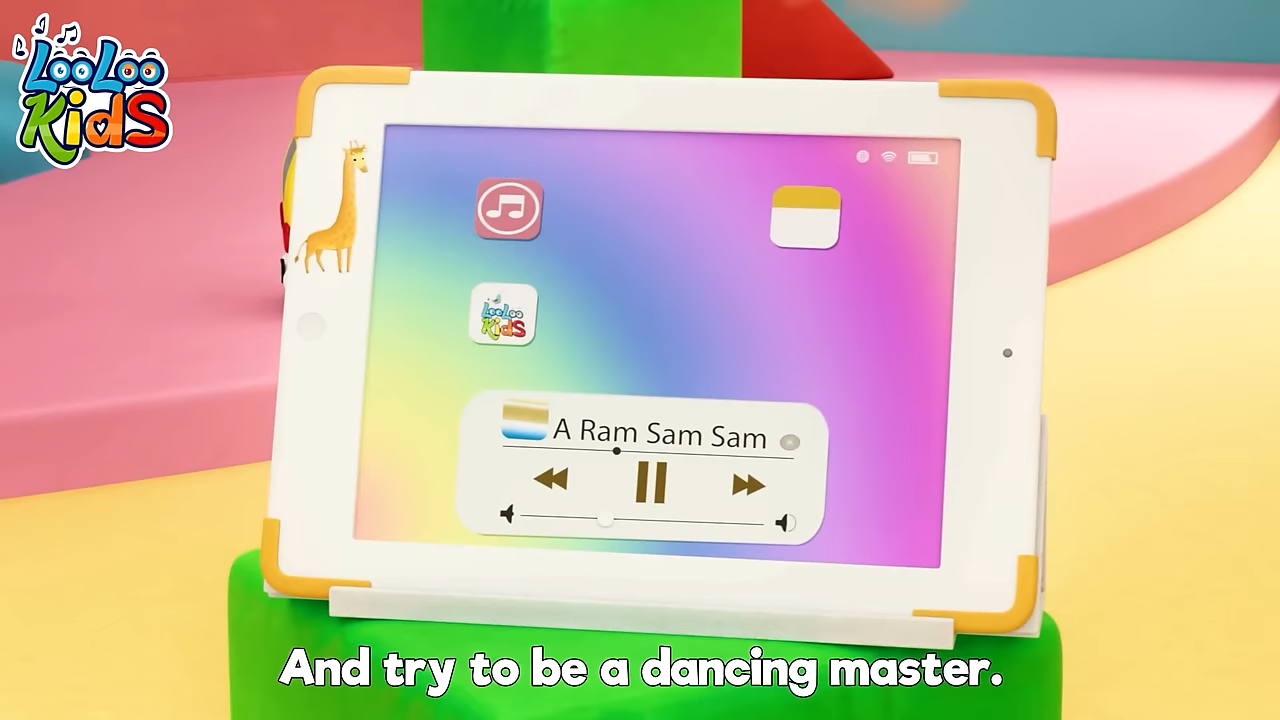 LooLoo
Kids
LooLoo
Kids
A Ram Sam Sam
And try to be a dancing master.